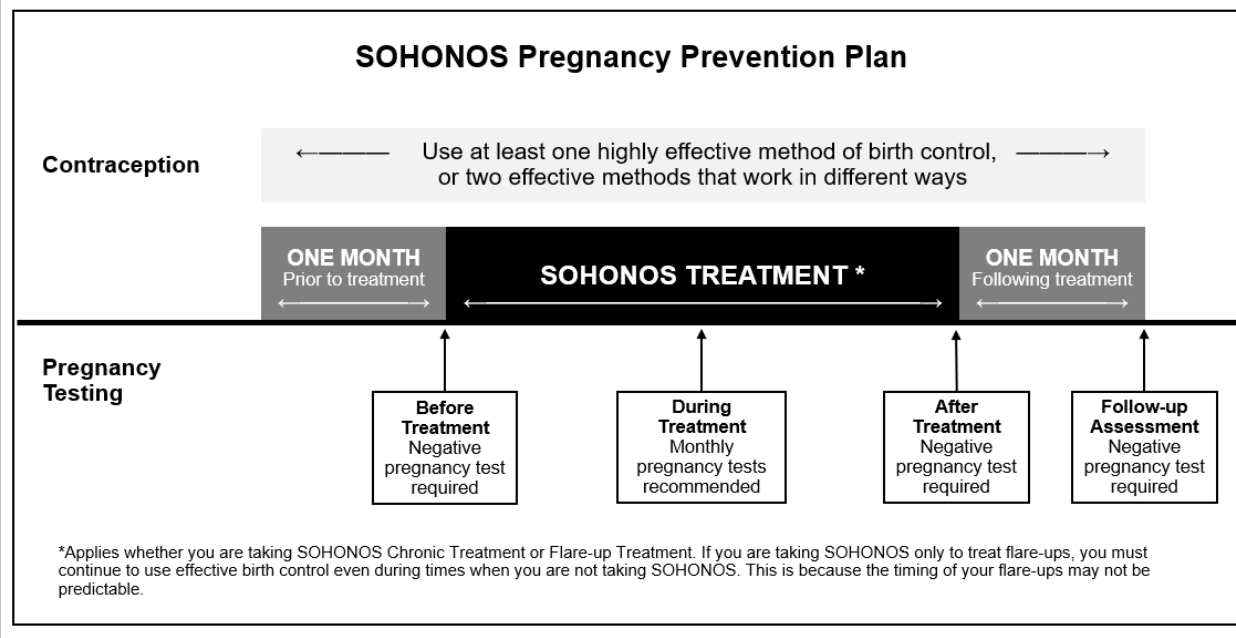 SOHONOS Pregnancy Prevention Plan
Contraception
←——— Use at least one highly effective method of birth control, ———→
or two effective methods that work in different ways
ONE MONTH
Prior to treatment
SOHONOS TREATMENT *
ONE MONTH
Following treatment
Pregnancy
Testing
Before
Treatment
Negative
pregnancy test
required
During
Treatment
Monthly
pregnancy tests
recommended
After
Treatment
Negative
pregnancy test
required
Follow-up
Assessment
Negative
pregnancy test
required
*Applies whether you are taking SOHONOS Chronic Treatment or Flare-up Treatment. If you are taking SOHONOS only to treat flare-ups, you must
continue to use effective birth control even during times when you are not taking SOHONOS. This is because the timing of your flare-ups may not be
predictable.